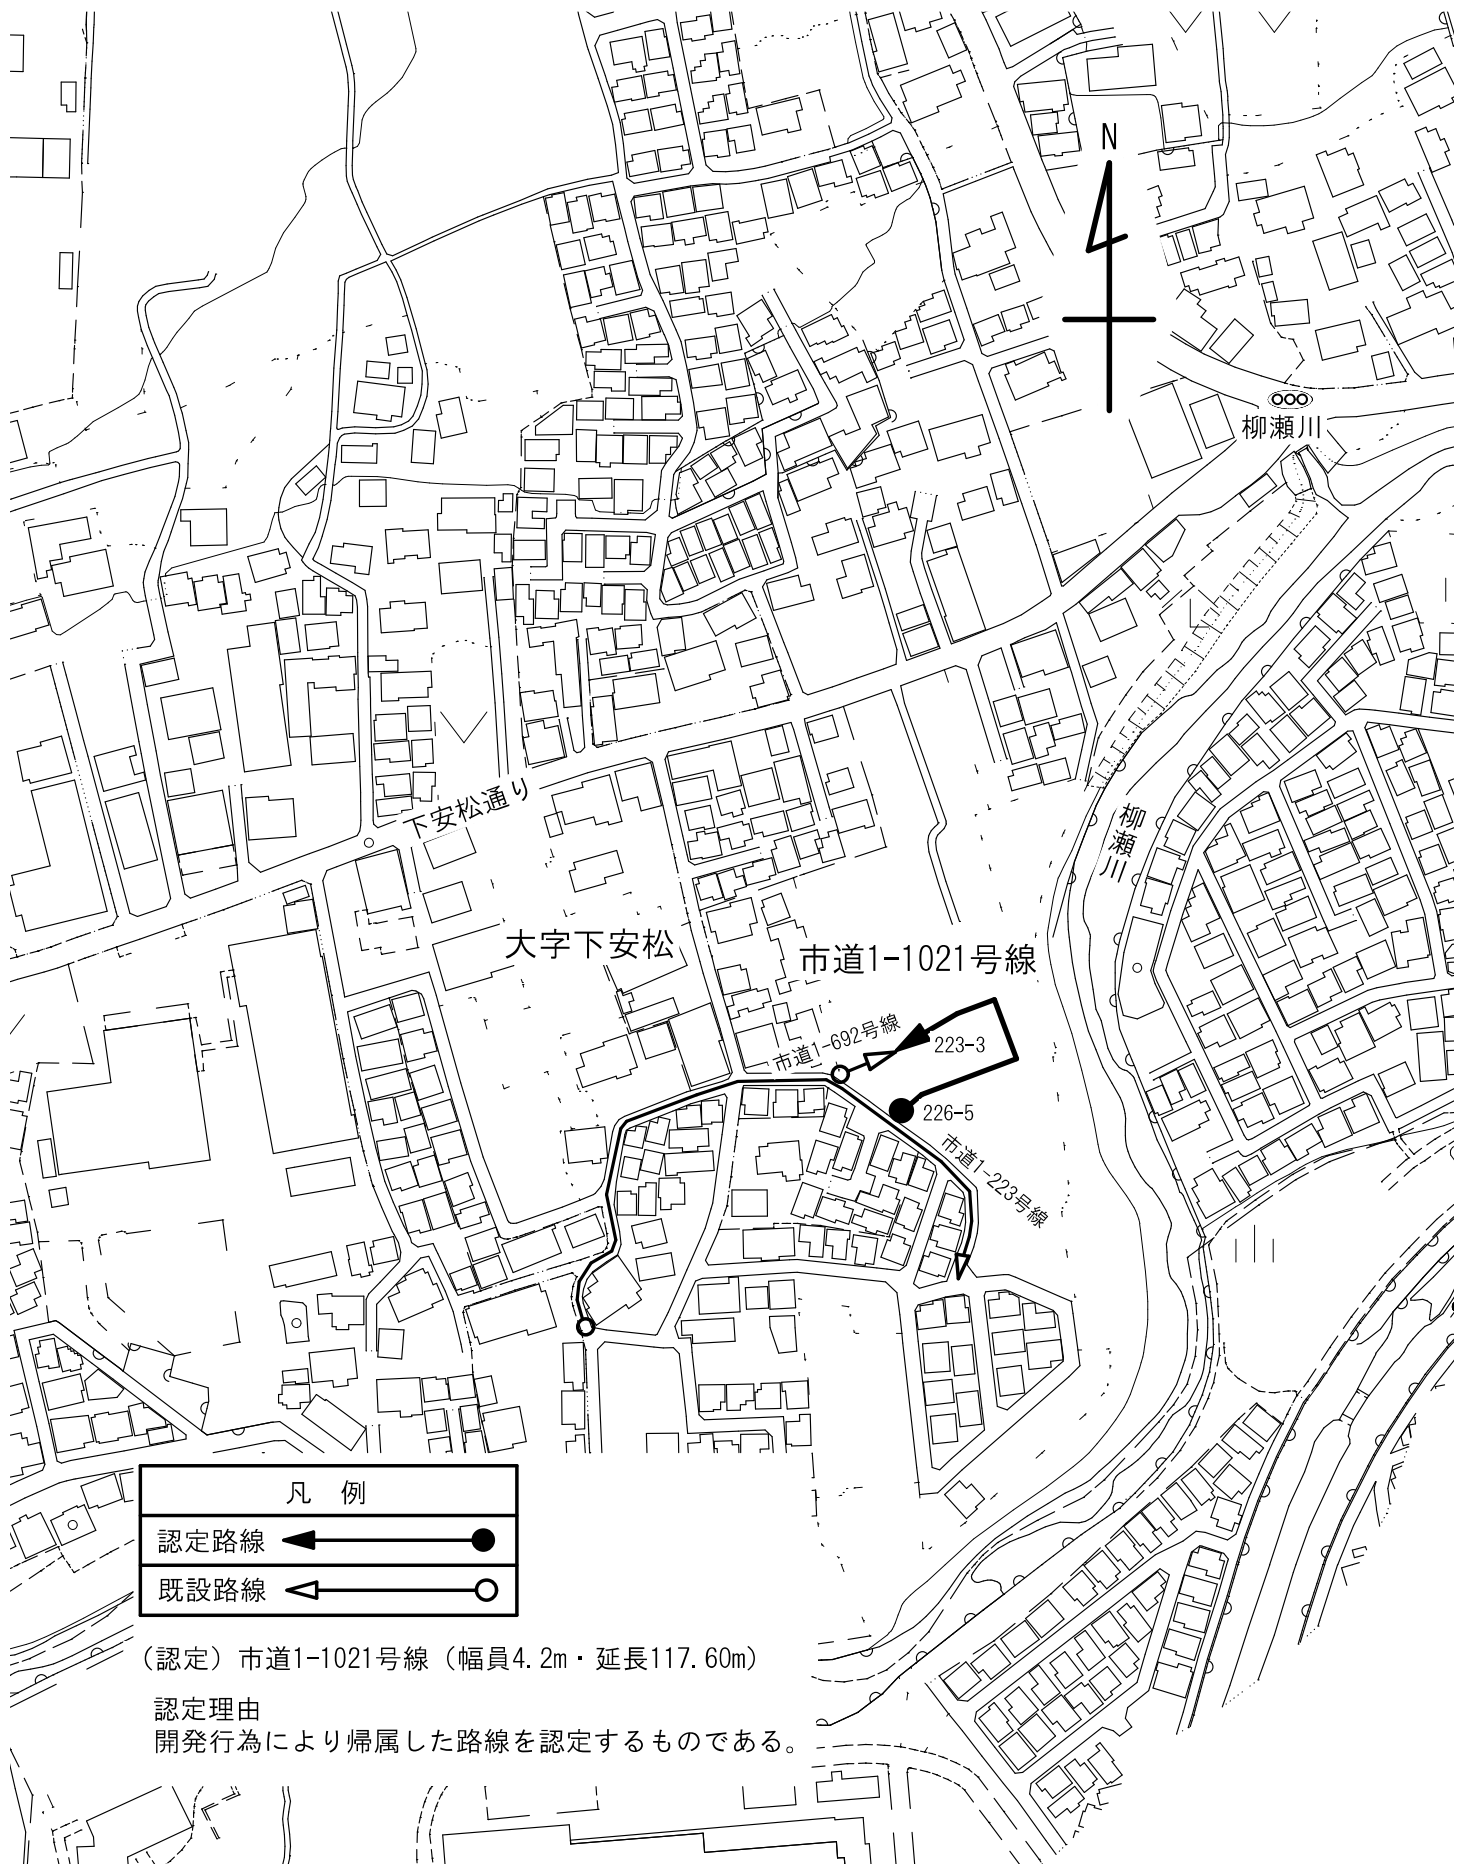 N
柳瀬川
柳瀬川
下安松通り
大字下安松
市道1-1021号線
市道1-692号線
223-3
226-5
市道1-223号線
凡 例
認定路線
既設路線
（認定）市道1-1021号線（幅員4.2m・延長117.60m）
認定理由
開発行為により帰属した路線を認定するものである。